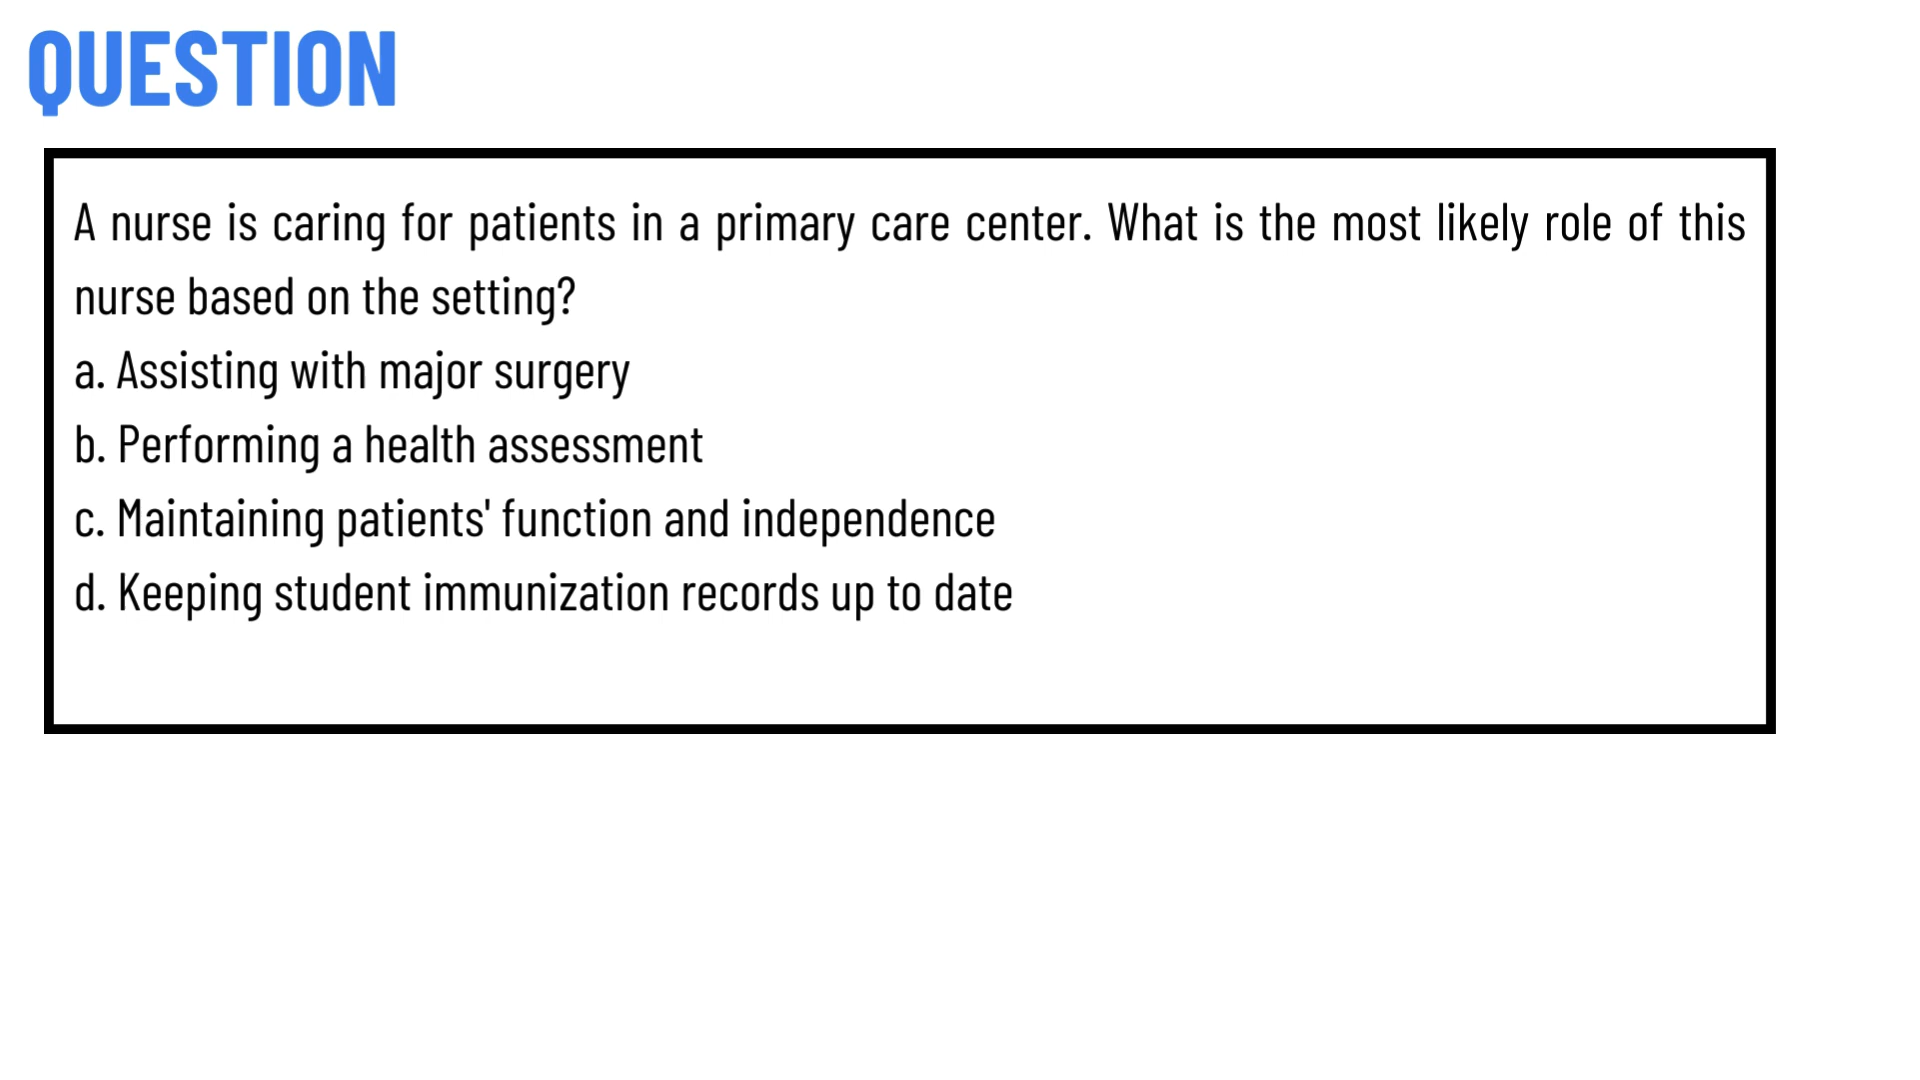 QUESTION
A nurse is caring for patients in a primary care center. What is the most likely role of this
nurse based on the setting?
a. Assisting with major surgery
b. Performing a health assessment
c. Maintaining patients' function and independence
d. Keeping student immunization records up to date